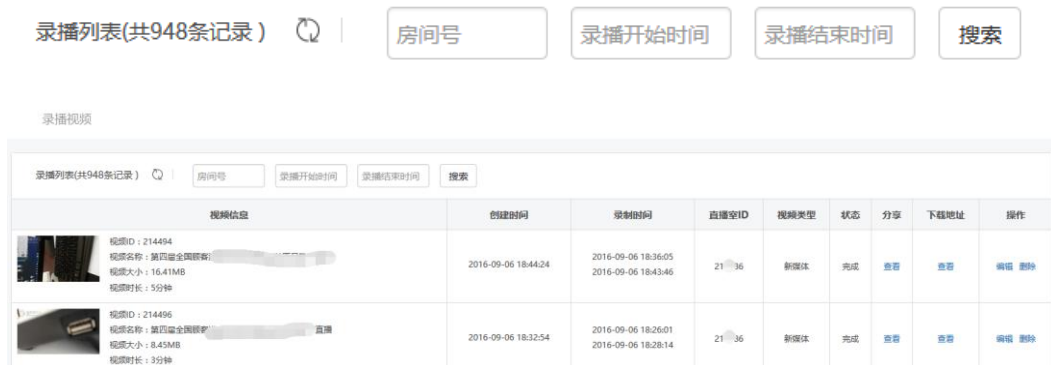 录播列表(共948条记录 ) 房间号 录播开始时间 录播结束时间 搜索
录播视频
录播列表(共948条记录 ) 房间号 录播开始时间 录播结束时间 搜索
视频信息 创建时间 录制时间 直播室ID 视频类型 状态 分享 下载地址 操作
视频ID：214494
视频名称：第四届全国颐客
视频大小：16.41MB
视频时长：5分钟
2016-09-06 18:44:24
2016-09-06 18:36:05
2016-09-06 18:43:46
21 36 新媒体 完成 查看 查看 编辑 删除
视频ID：214496
视频名称：第四届全国 直播
视频大小：8.45MB
视频时长：3分钟
2016-09-06 18:32:54
2016-09-06 18:26:01
2016-09-06 18:28:14
21 36 新媒体 完成 查看 查看 编辑 删除